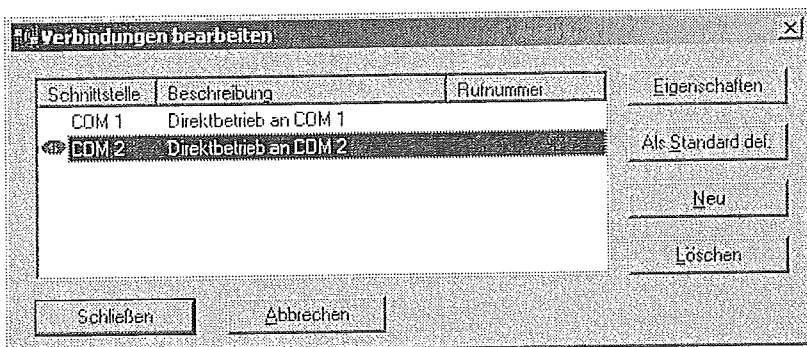 Verbindungen bearbeiten
Schnittstelle Beschreibung Rufnummer
COM 1 Direktbetrieb an COM 1
COM 2 Direktbetrieb an COM 2
Eigenschaften
Als Standard def.
Neu
Löschen
Schließen Abbrechen